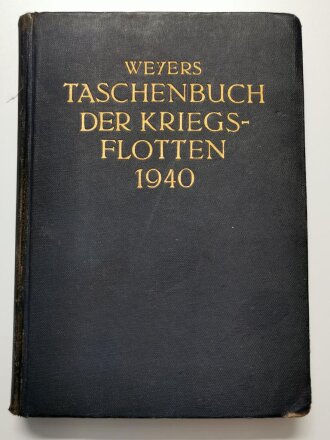 WEYERS
TASCHENBUCH
DER KRIEGS-
FLOTTEN
1940